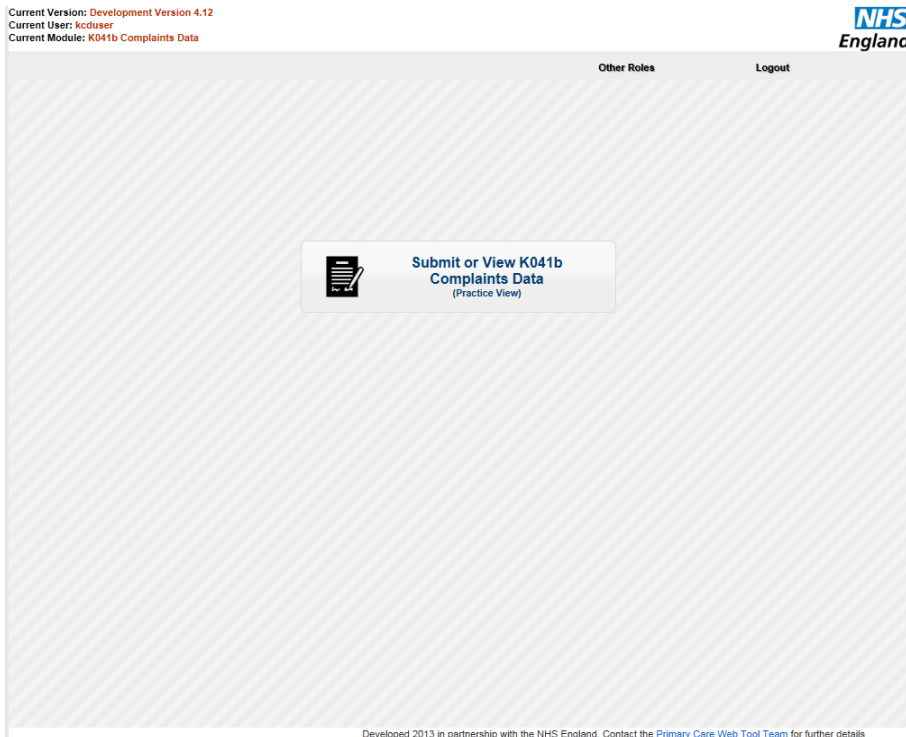 Current Version: Development Version 4.12
Current User: kcduser
Current Module: K041b Complaints Data
NHS
England
Other Roles Logout
Submit or View K041b
Complaints Data
(Practice View)
Developed 2013 in partnership with the NHS England. Contact the Primary Care Web Tool Team for further details